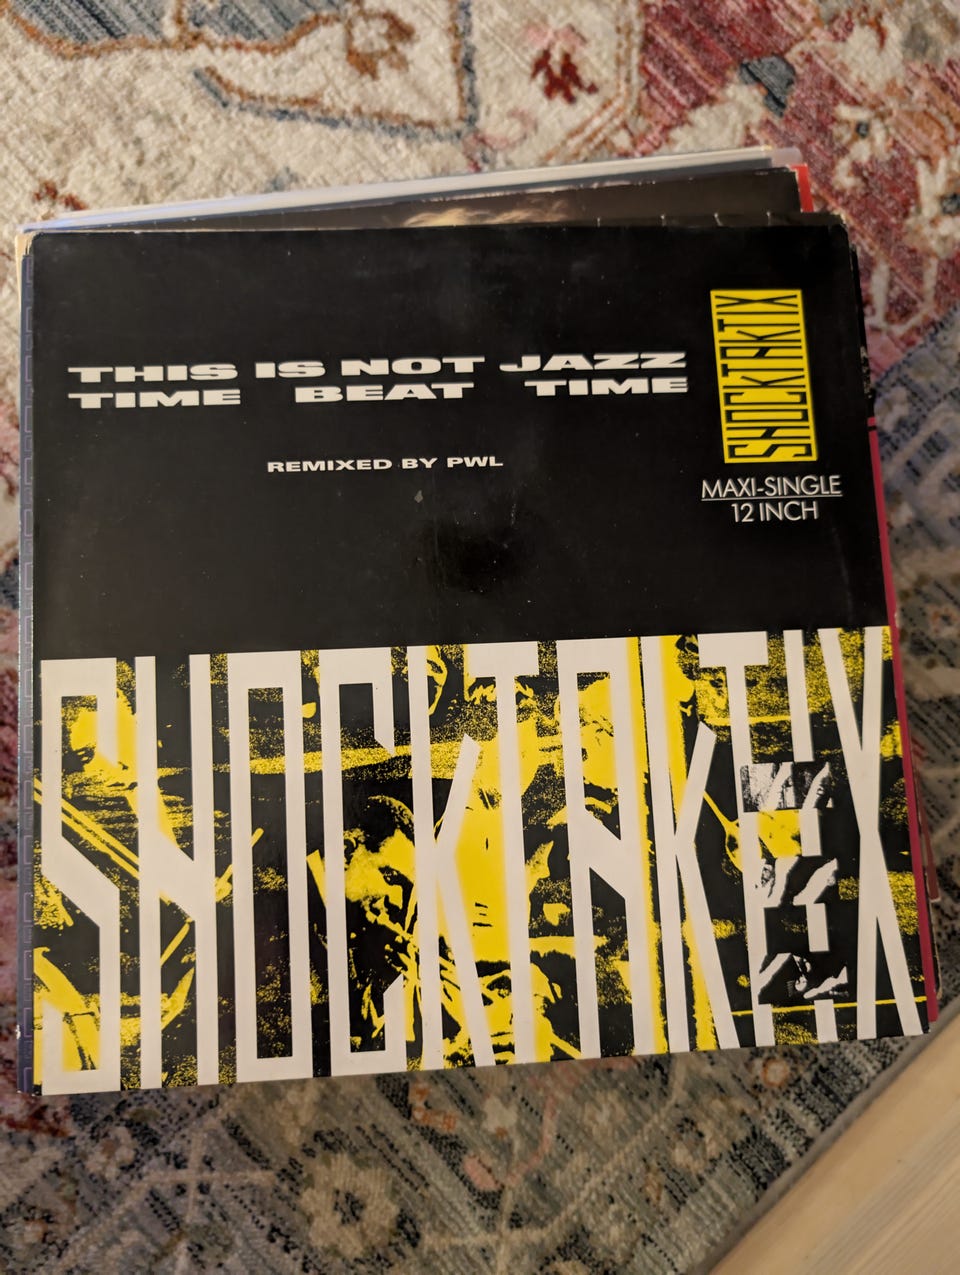 THIS IS NOT JAZZ
TIME BEAT TIME
REMIXED BY PWL
SHOCKTAKTIX
MAXI-SINGLE
12 INCH
SHOCKTAKTIX